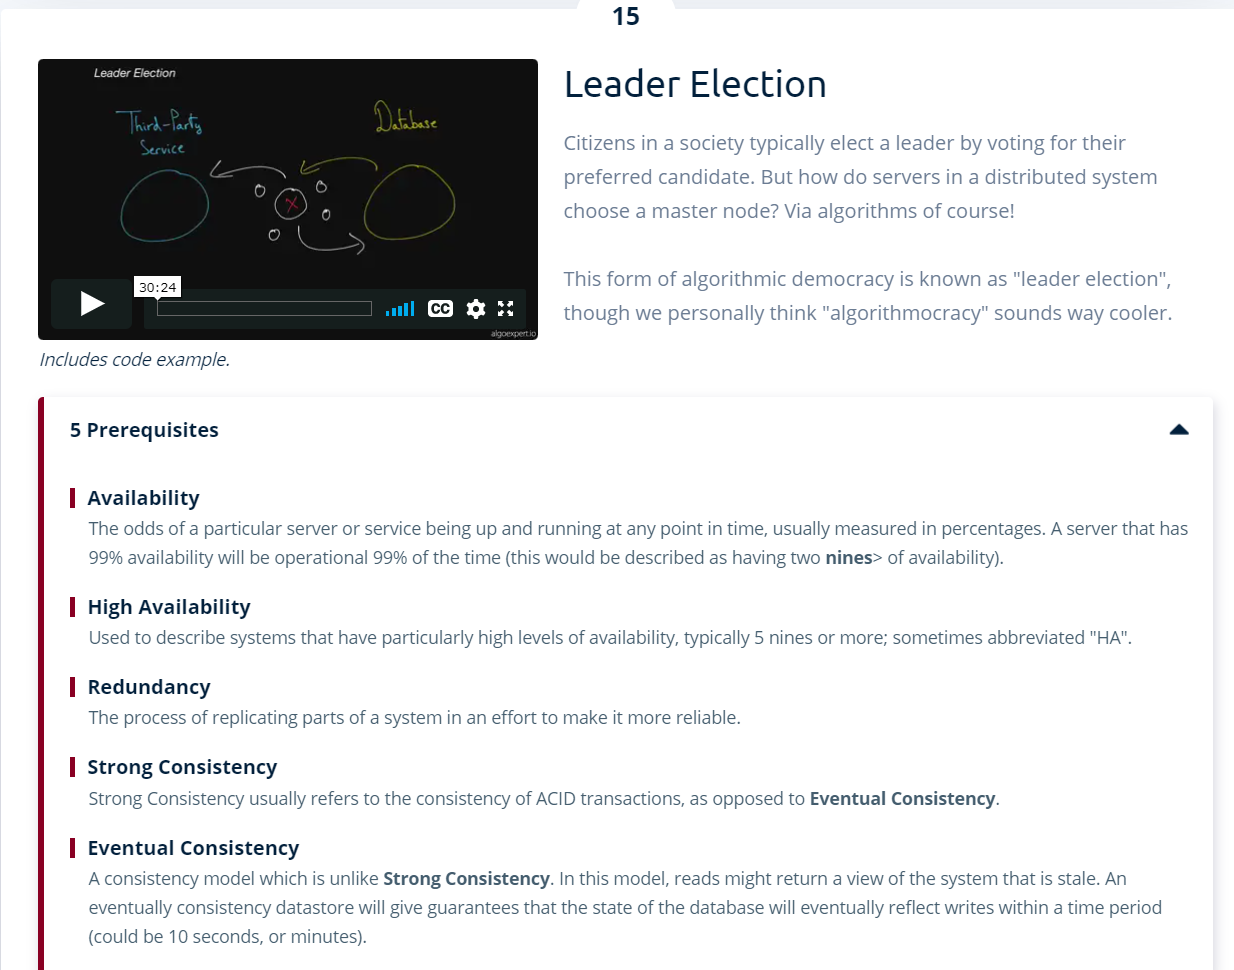 15
Leader Election
Third-Party
Service
Database
30:24
CC
algoexpert.io
Includes code example.
Leader Election
Citizens in a society typically elect a leader by voting for their
preferred candidate. But how do servers in a distributed system
choose a master node? Via algorithms of course!
This form of algorithmic democracy is known as "leader election",
though we personally think "algorithmocracy" sounds way cooler.
5 Prerequisites
Availability
The odds of a particular server or service being up and running at any point in time, usually measured in percentages. A server that has
99% availability will be operational 99% of the time (this would be described as having two nines> of availability).
High Availability
Used to describe systems that have particularly high levels of availability, typically 5 nines or more; sometimes abbreviated "HA".
Redundancy
The process of replicating parts of a system in an effort to make it more reliable.
Strong Consistency
Strong Consistency usually refers to the consistency of ACID transactions, as opposed to Eventual Consistency.
Eventual Consistency
A consistency model which is unlike Strong Consistency. In this model, reads might return a view of the system that is stale. An
eventually consistency datastore will give guarantees that the state of the database will eventually reflect writes within a time period
(could be 10 seconds, or minutes).